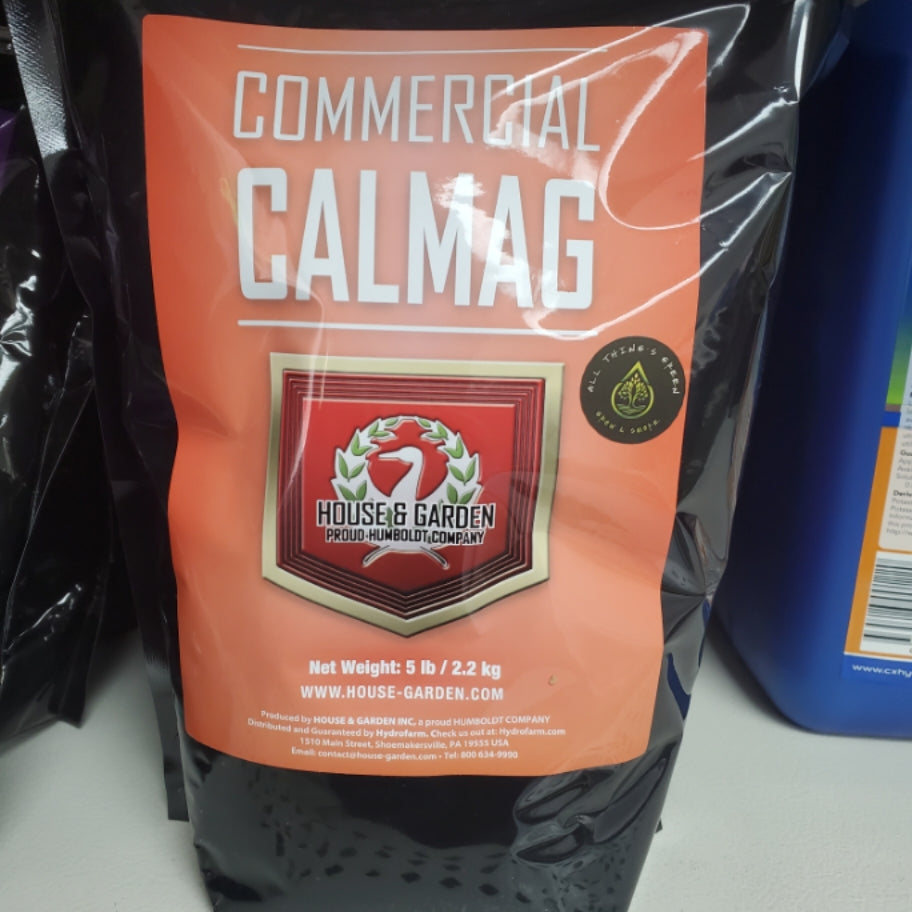 COMMERCIAL
CALMAG
ALL THING'S GREEN
HOUSE & GARDEN
PROUD HUMBOLDT COMPANY
Net Weight: 5 lb / 2.2 kg
WWW.HOUSE-GARDEN.COM
Produced by HOUSE & GARDEN INC, a proud HUMBOLDT COMPANY
Distributed and Guaranteed by Hydrofarm. Check us out at: Hydrofarm.com
1510 Main Street, Shoemakersville, PA 19555 USA
Email: contact@house-garden.com • Tel: 800 634-9990
www.cxhy